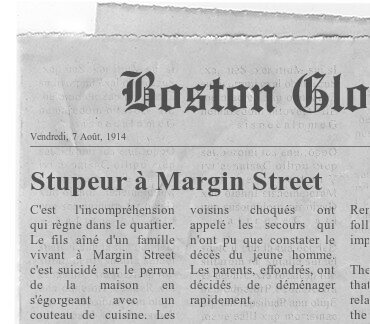 Boston Glo
Vendredi, 7 Août, 1914
Stupeur à Margin Street
C'est l'incompréhension
qui règne dans le quartier.
Le fils aîné d'un famille
vivant à Margin Street
c'est suicidé sur le perron
de la maison en
s'égorgeant avec un
couteau de cuisine. Les
voisins choqués ont
appelé les secours qui
n'ont pu que constater le
décès du jeune homme.
Les parents, effondrés, ont
décidés de déménager
rapidement.
Ren
foll
imp
The
that
rela
the